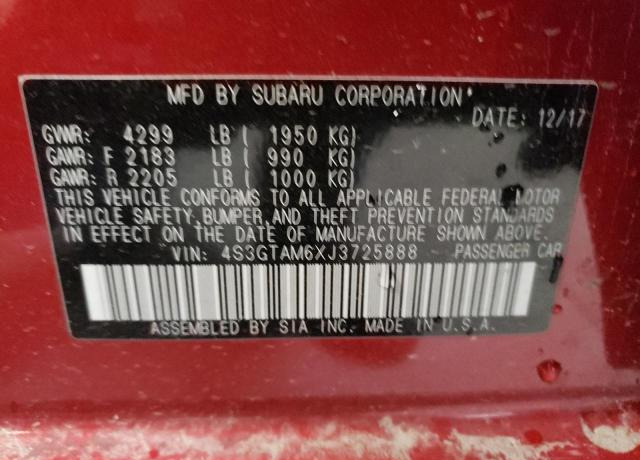 MFD BY SUBARU CORPORATION
DATE: 12/17
GVWR: 4299 LB ( 1950 KG)
GAWR: F 2183 LB ( 990 KG)
GAWR: R 2205 LB ( 1000 KG)
THIS VEHICLE CONFORMS TO ALL APPLICABLE FEDERAL MOTOR
VEHICLE SAFETY, BUMPER, AND THEFT PREVENTION STANDARDS
IN EFFECT ON THE DATE OF MANUFACTURE SHOWN ABOVE.
VIN: 4S3GTAM6XJ3725888 PASSENGER CAR
ASSEMBLED BY SIA INC. MADE IN U.S.A.